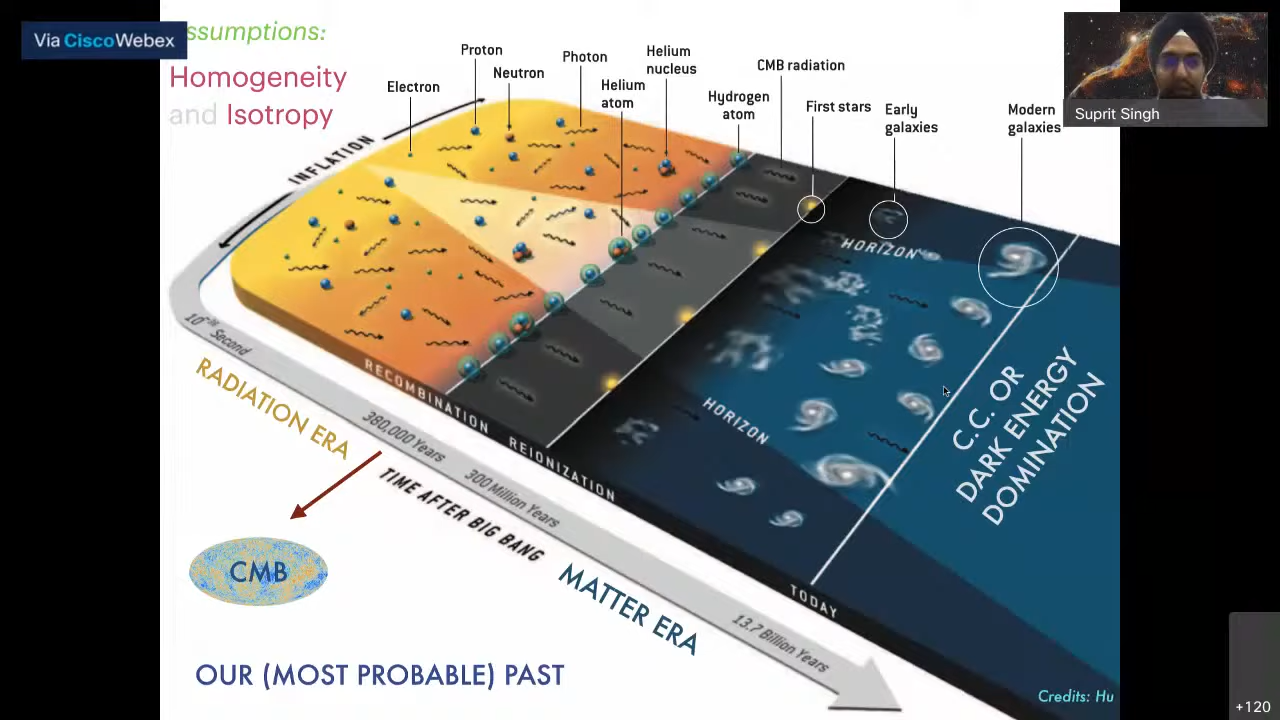 Via Cisco Webex
ssumptions:
Homogeneity
and Isotropy
Electron
Proton
Neutron
Photon
Helium
atom
Helium
nucleus
Hydrogen
atom
CMB radiation
First stars
Early
galaxies
Modern
galaxies
Suprit Singh
INFLATION
HORIZON
HORIZON
RECOMBINATION
REIONIZATION
TODAY
Second
380,000 Years
300 Million Years
13.7 Billion Years
TIME AFTER BIG BANG
RADIATION ERA
MATTER ERA
C.C. OR
DARK ENERGY
DOMINATION
CMB
OUR (MOST PROBABLE) PAST
Credits: Hu
+120